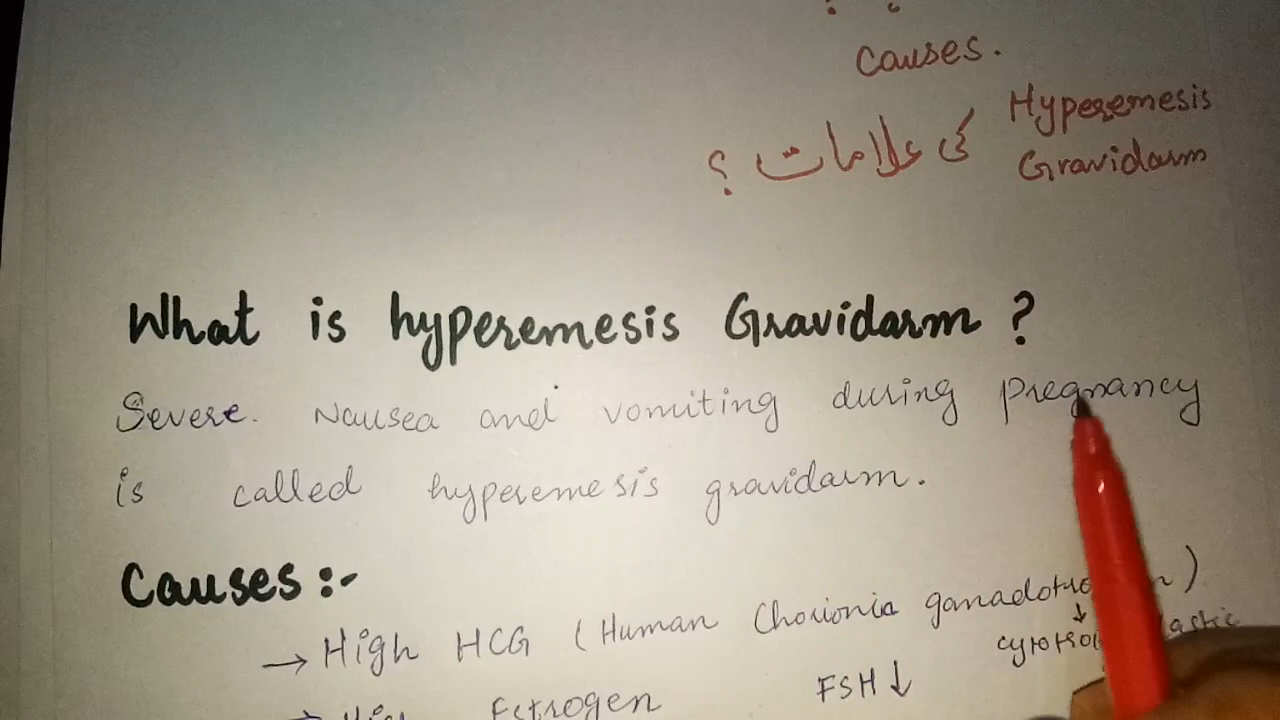 Causes.
Hyperemesis
Gravidarm
کی علامات ؟
What is hyperemesis Gravidarm ?
Severe. Nausea and vomiting during pregnancy
is called hyperemesis gravidarm.
Causes :-
→ High HCG (Human Chorionic
↓
→ High Estrogen FSH ↓